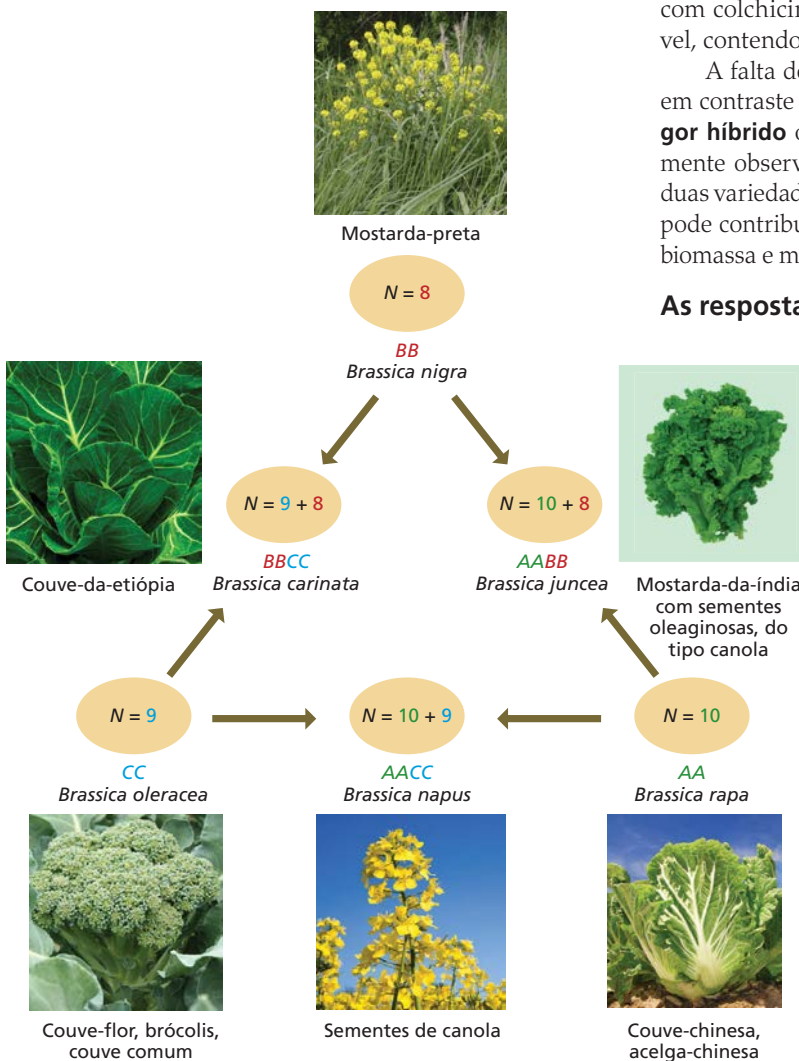 com colchicin
vel, contendo
A falta de
em contraste
gor híbrido
mente observ
duas variedad
pode contribu
biomassa e m
As resposta
Mostarda-preta
N = 8
BB
Brassica nigra
N = 9 + 8
BBCC
Brassica carinata
Couve-da-etiópia
N = 10 + 8
AABB
Brassica juncea
Mostarda-da-índia
com sementes
oleaginosas, do
tipo canola
N = 9
CC
Brassica oleracea
N = 10 + 9
AACC
Brassica napus
N = 10
AA
Brassica rapa
Couve-flor, brócolis,
couve comum
Sementes de canola
Couve-chinesa,
acelga-chinesa